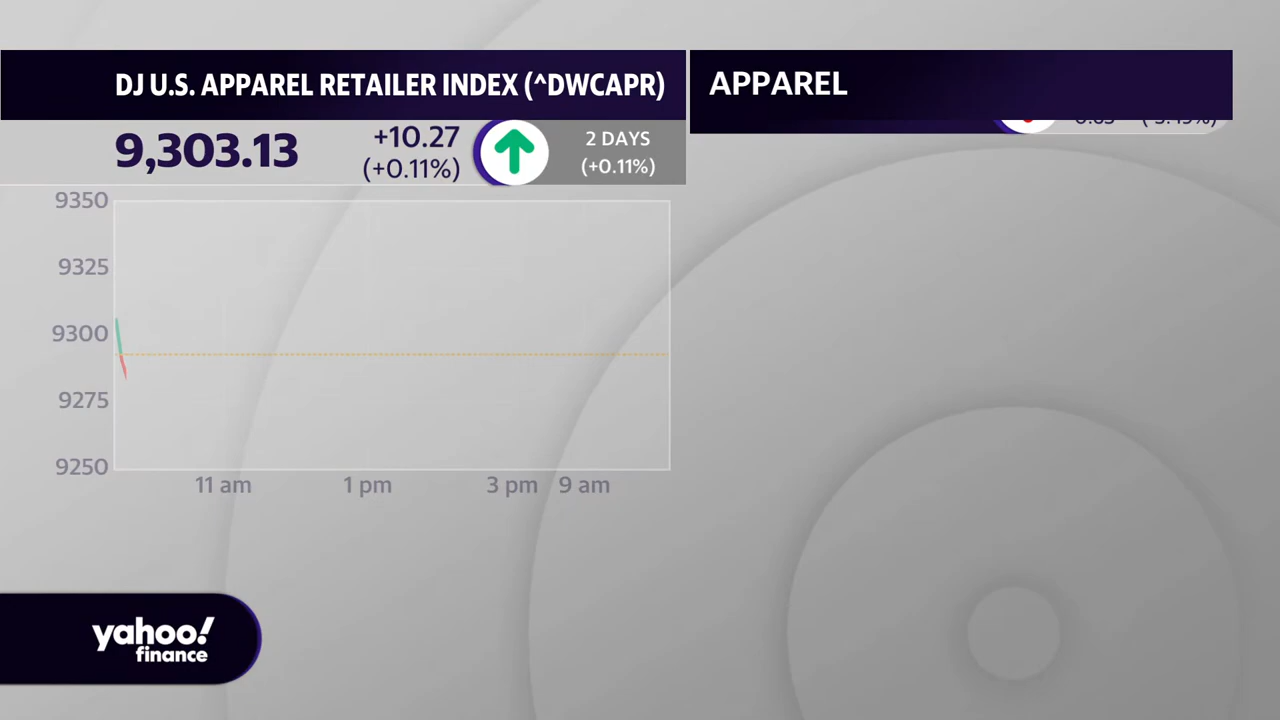 DJ U.S. APPAREL RETAILER INDEX (^DWCAPR)
9,303.13
+10.27
(+0.11%)
2 DAYS
(+0.11%)
9350
9325
9300
9275
9250
11 am
1 pm
3 pm
9 am
APPAREL
yahoo!
finance